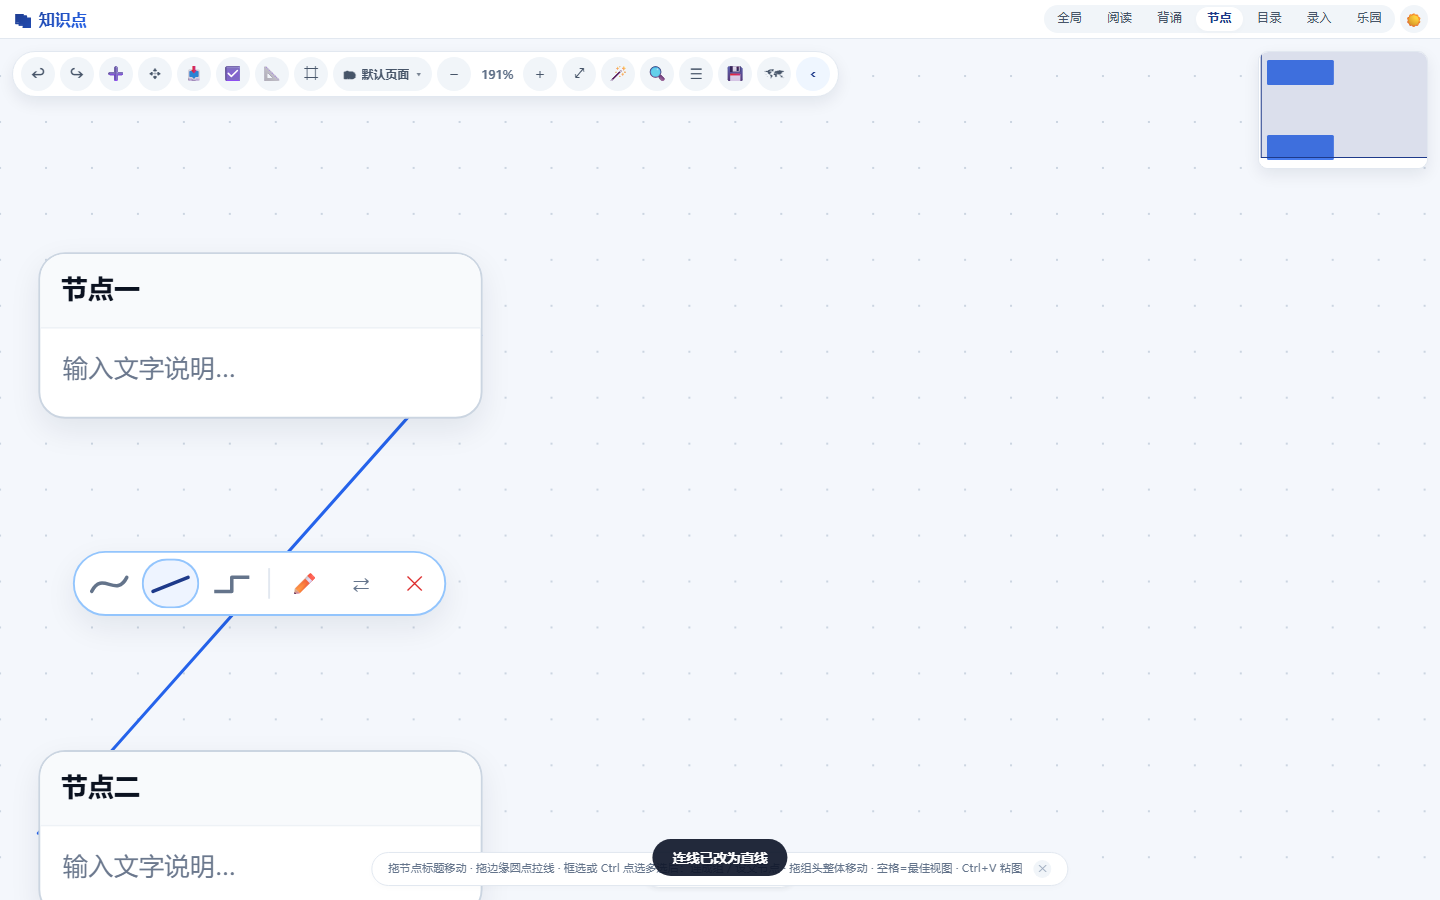 知识点
全局 阅读 背诵 节点 目录 录入 乐园
默认页面
191%
节点一
输入文字说明...
节点二
输入文字说明...
连线已改为直线
拖节点标题移动 · 拖边缘圆点拉线 · 框选或 Ctrl 点选多
拖组头整体移动 · 空格=最佳视图 · Ctrl+V 粘图